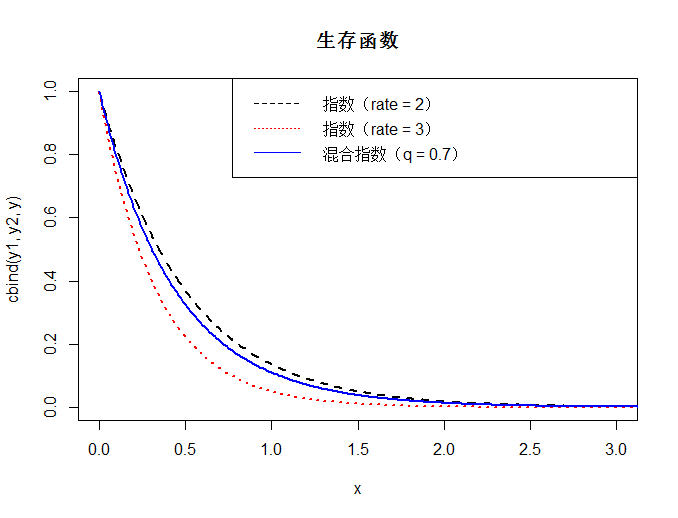 生存函数
指数（rate = 2）
指数（rate = 3）
混合指数（q = 0.7）
cbind(y1, y2, y)
1.0
0.8
0.6
0.4
0.2
0.0
0.0 0.5 1.0 1.5 2.0 2.5 3.0
x